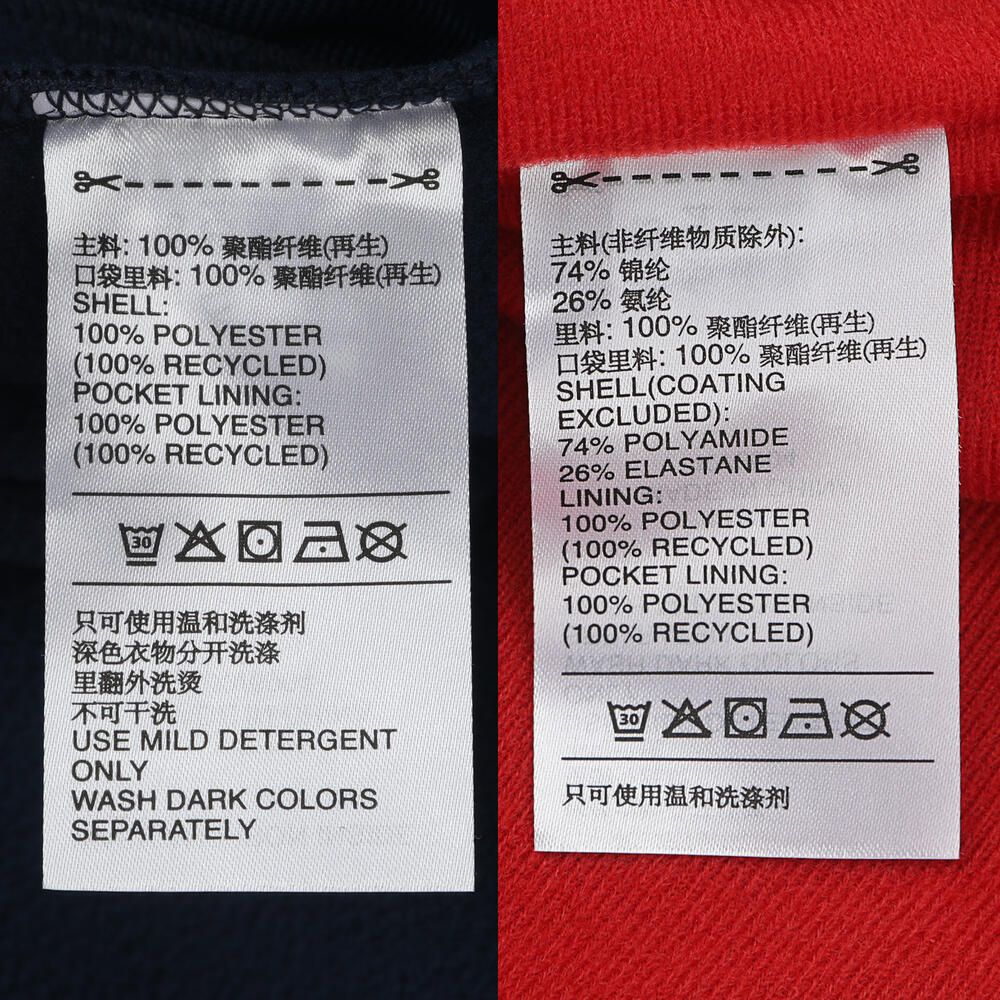 主料: 100% 聚酯纤维(再生)
口袋里料: 100% 聚酯纤维(再生)
SHELL:
100% POLYESTER
(100% RECYCLED)
POCKET LINING:
100% POLYESTER
(100% RECYCLED)
30
只可使用温和洗涤剂
深色衣物分开洗涤
里翻外洗烫
不可干洗
USE MILD DETERGENT
ONLY
WASH DARK COLORS
SEPARATELY
主料(非纤维物质除外):
74% 锦纶
26% 氨纶
里料: 100% 聚酯纤维(再生)
口袋里料: 100% 聚酯纤维(再生)
SHELL(COATING
EXCLUDED):
74% POLYAMIDE
26% ELASTANE
LINING:
100% POLYESTER
(100% RECYCLED)
POCKET LINING:
100% POLYESTER
(100% RECYCLED)
30
只可使用温和洗涤剂